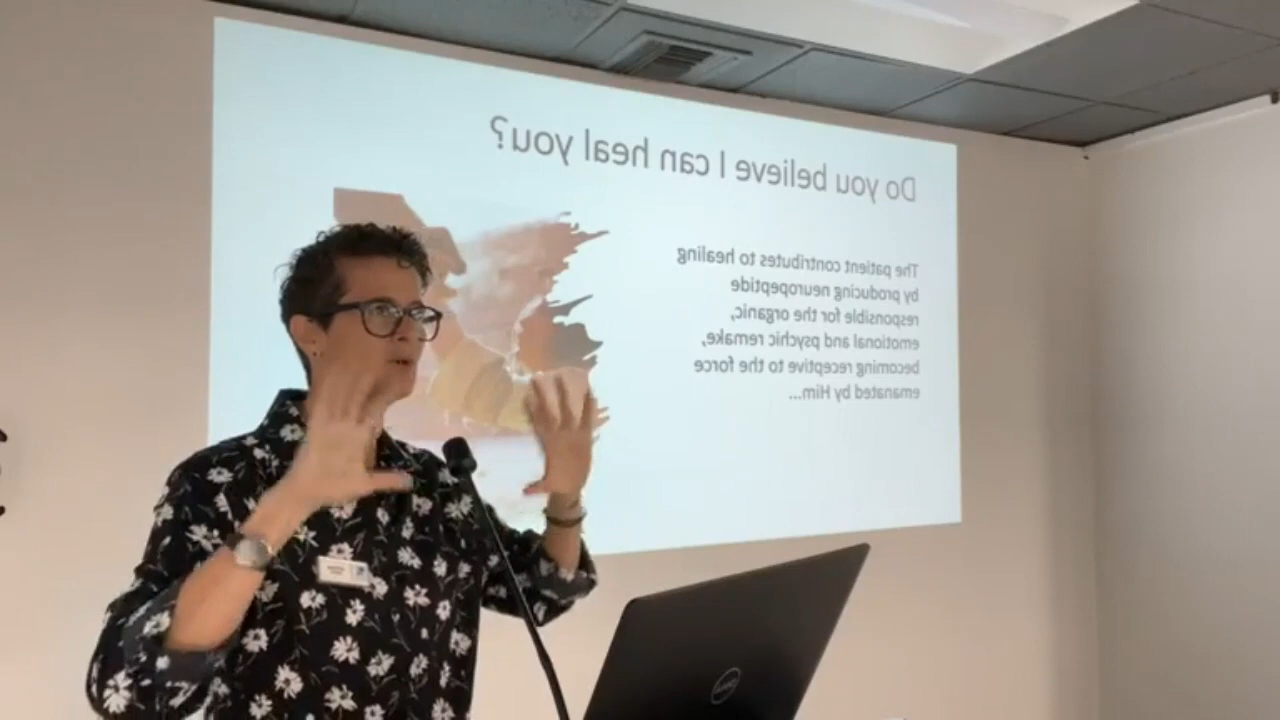 Do you believe I can heal you?
The patient contributes to healing
by producing neuropeptide
responsible for the organic,
emotional and psychic remake,
becoming receptive to the force
emanated by Him...
DELL